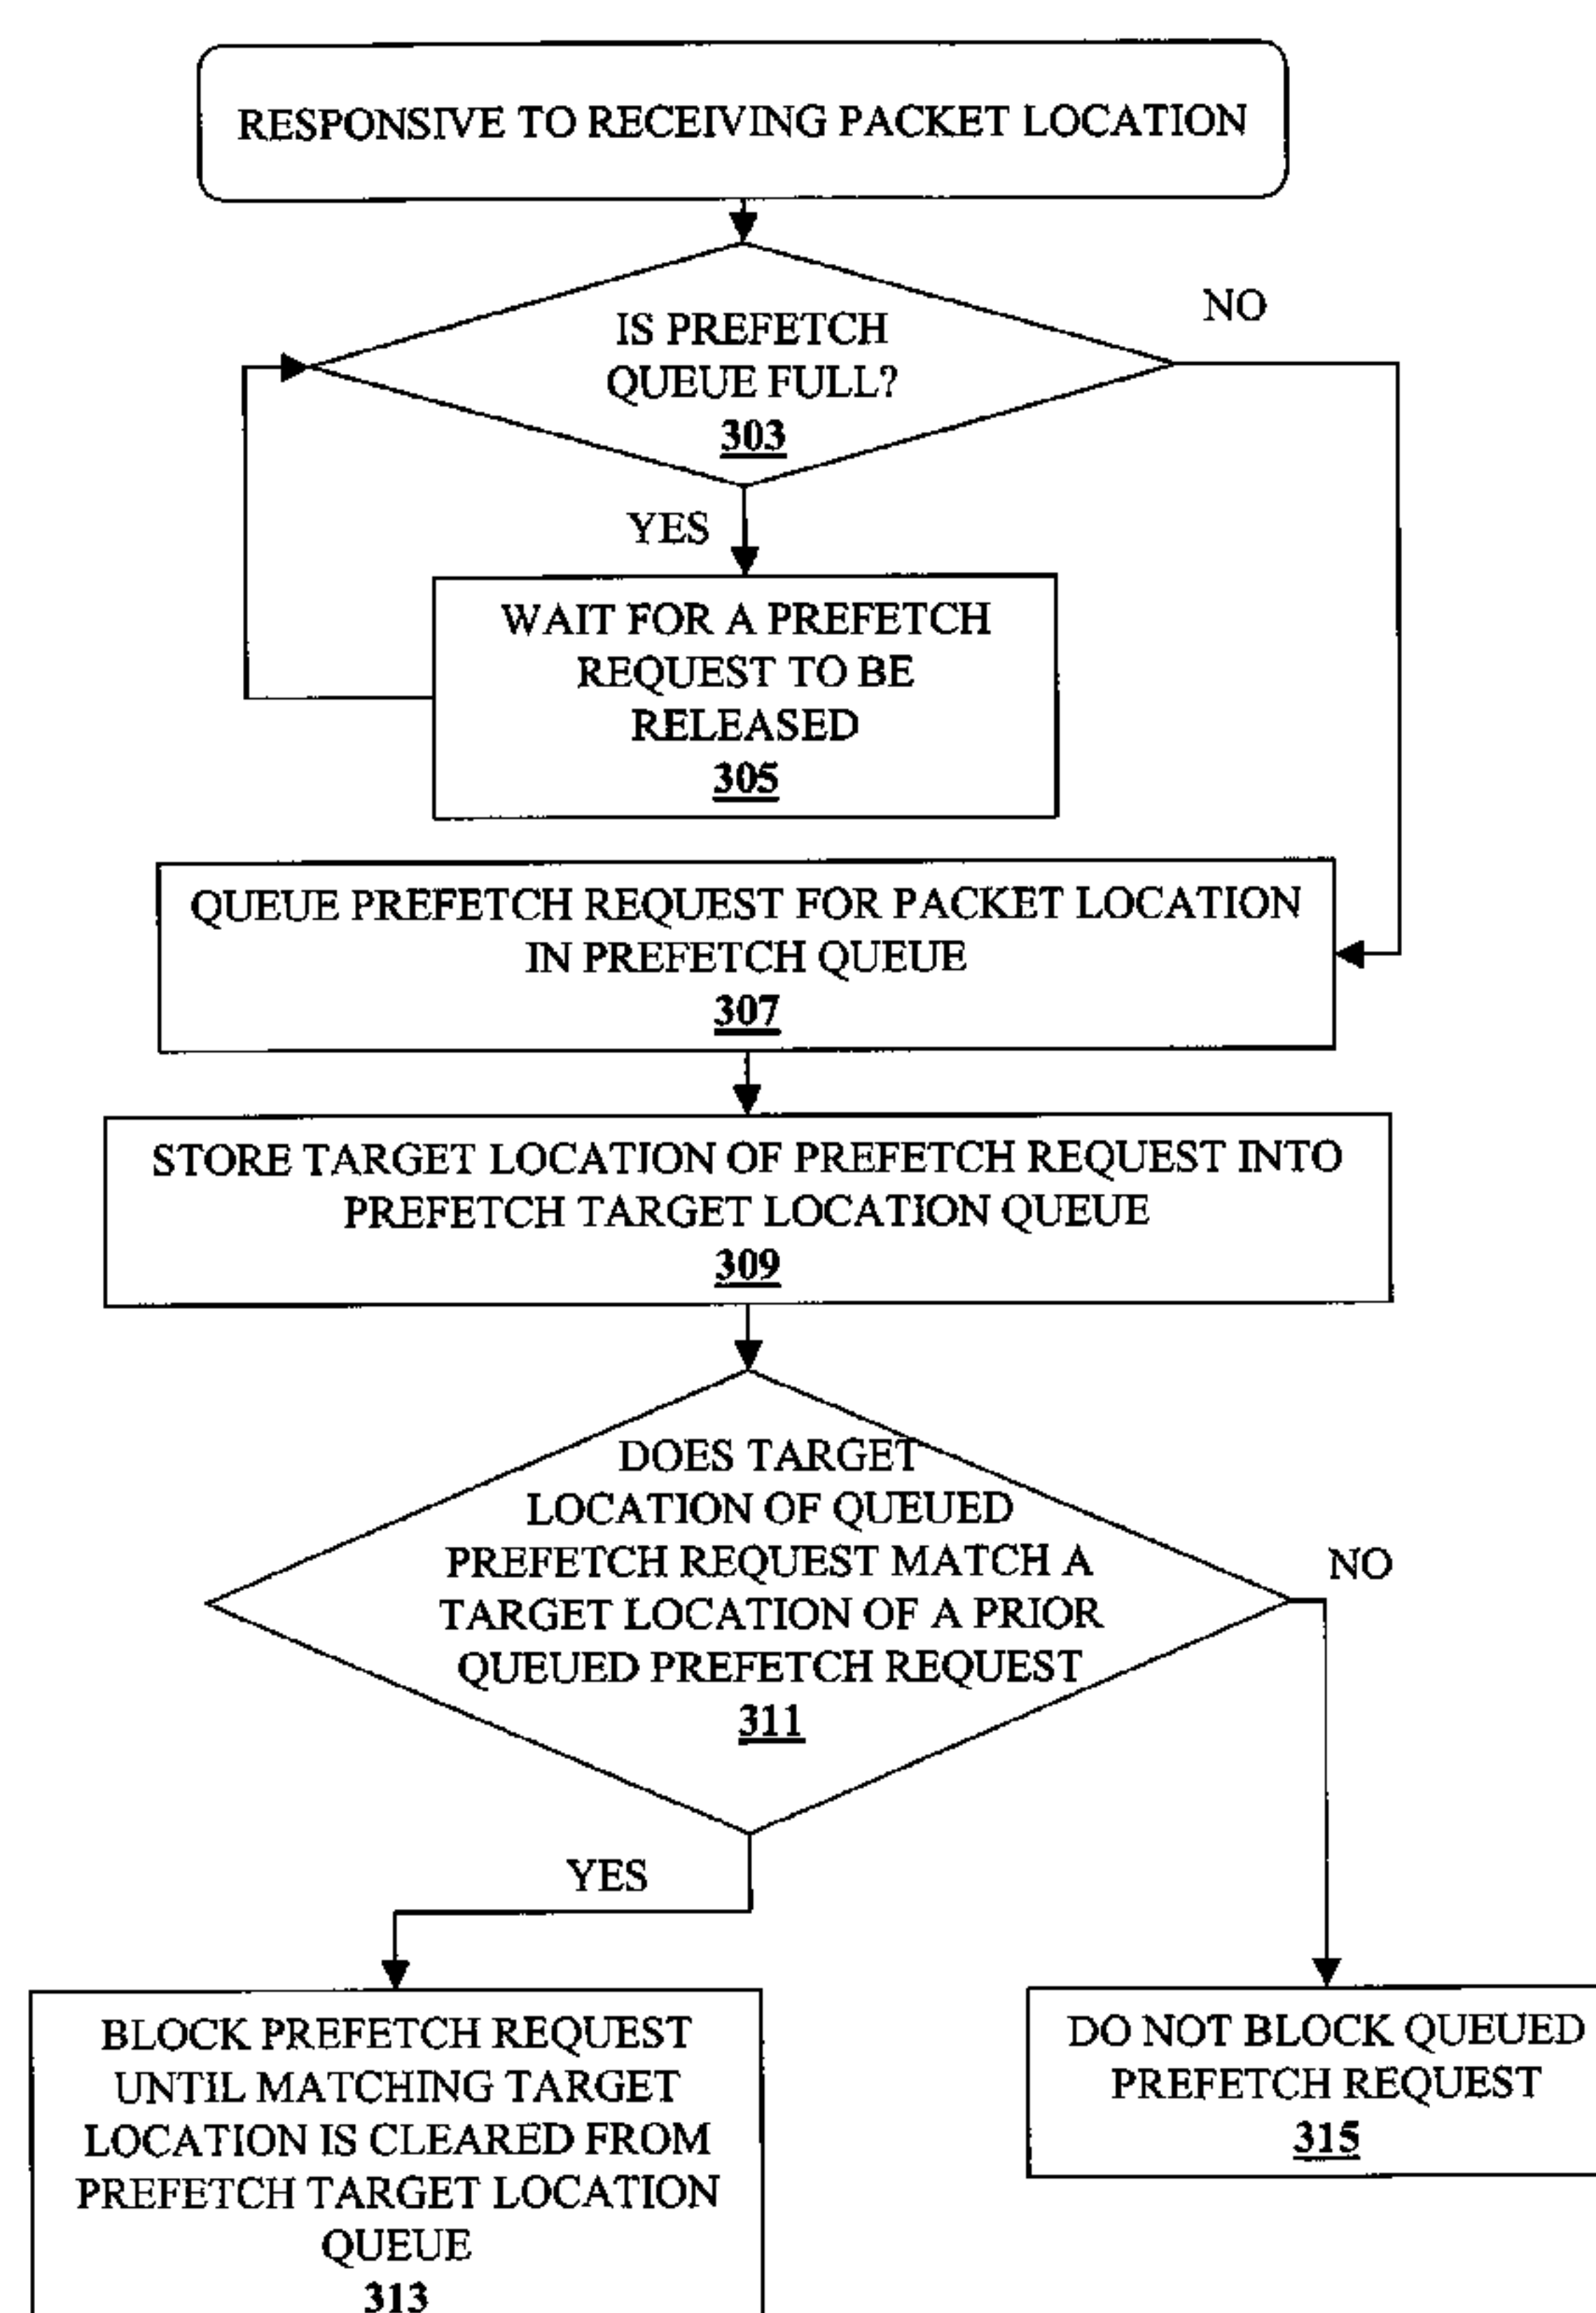 RESPONSIVE TO RECEIVING PACKET LOCATION
NO
IS PREFETCH
QUEUE FULL?
303
YES
WAIT FOR A PREFETCH
REQUEST TO BE
RELEASED
305
QUEUE PREFETCH REQUEST FOR PACKET LOCATION
IN PREFETCH QUEUE
307
STORE TARGET LOCATION OF PREFETCH REQUEST INTO
PREFETCH TARGET LOCATION QUEUE
309
DOES TARGET
LOCATION OF QUEUED
PREFETCH REQUEST MATCH A
TARGET LOCATION OF A PRIOR
QUEUED PREFETCH REQUEST
311
NO
YES
BLOCK PREFETCH REQUEST
UNTIL MATCHING TARGET
LOCATION IS CLEARED FROM
PREFETCH TARGET LOCATION
QUEUE
313
DO NOT BLOCK QUEUED
PREFETCH REQUEST
315